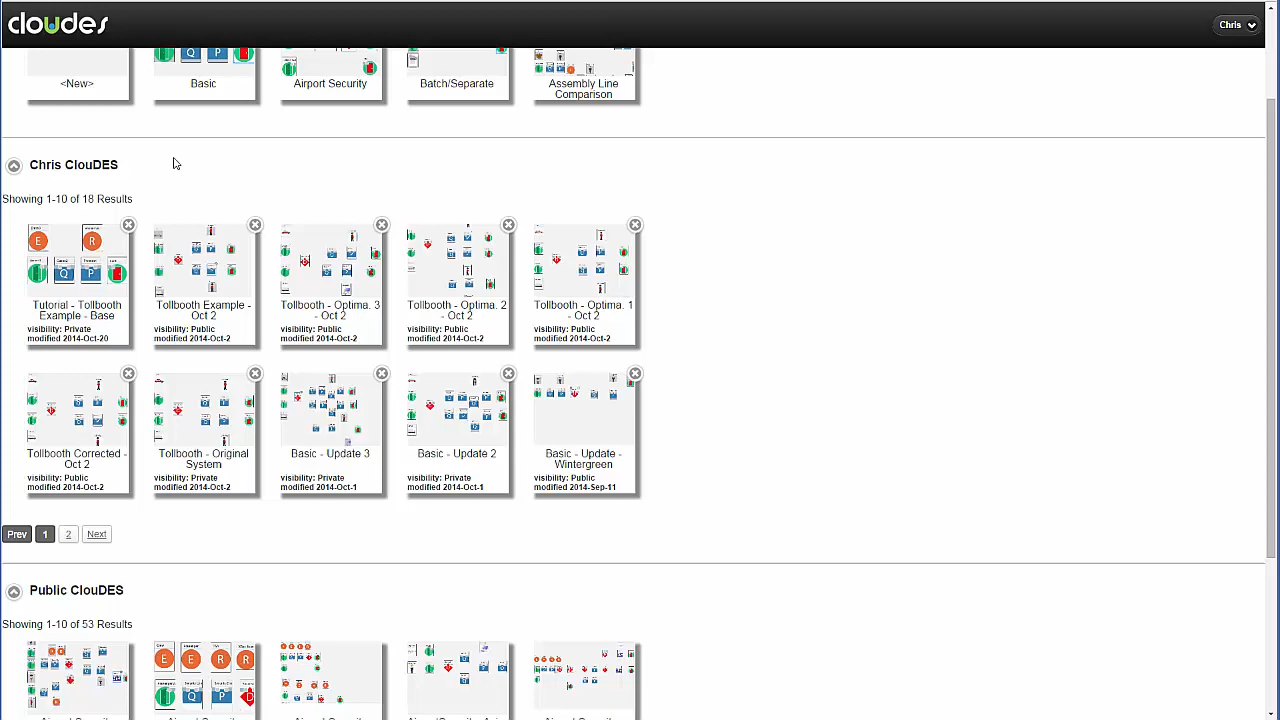 cloudes
Chris
<New>
Basic
Airport Security
Batch/Separate
Assembly Line
Comparison
Chris ClouDES
Showing 1-10 of 18 Results
Tutorial - Tollbooth
Example - Base
visibility: Private
modified 2014-Oct-20
Tollbooth Example -
Oct 2
visibility: Public
modified 2014-Oct-2
Tollbooth - Optima. 3
- Oct 2
visibility: Public
modified 2014-Oct-2
Tollbooth - Optima. 2
- Oct 2
visibility: Public
modified 2014-Oct-2
Tollbooth - Optima. 1
- Oct 2
visibility: Public
modified 2014-Oct-2
Tollbooth Corrected -
Oct 2
visibility: Public
modified 2014-Oct-2
Tollbooth - Original
System
visibility: Private
modified 2014-Oct-2
Basic - Update 3
visibility: Private
modified 2014-Oct-1
Basic - Update 2
visibility: Private
modified 2014-Oct-1
Basic - Update -
Wintergreen
visibility: Public
modified 2014-Sep-11
Prev 1 2 Next
Public ClouDES
Showing 1-10 of 53 Results